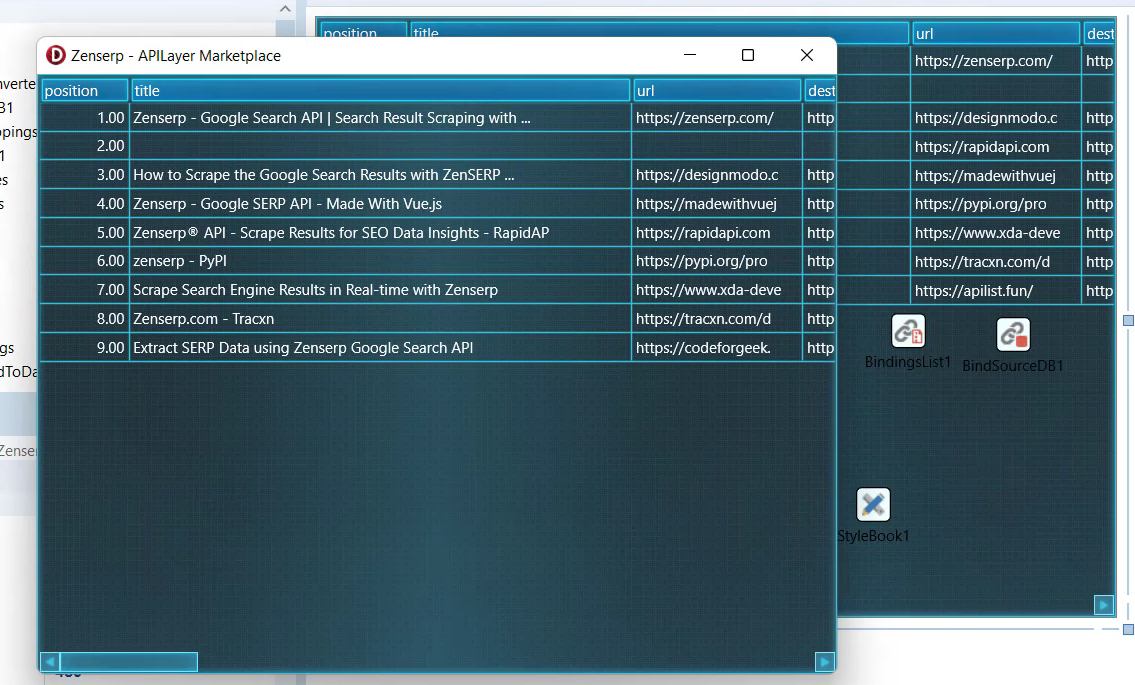 Zenserp - APILayer Marketplace
position title url dest
1.00 Zenserp - Google Search API | Search Result Scraping with ... https://zenserp.com/ http
2.00
3.00 How to Scrape the Google Search Results with ZenSERP ... https://designmodo.c http
4.00 Zenserp - Google SERP API - Made With Vue.js https://madewithvuej http
5.00 Zenserp® API - Scrape Results for SEO Data Insights - RapidAP https://rapidapi.com http
6.00 zenserp - PyPI https://pypi.org/pro http
7.00 Scrape Search Engine Results in Real-time with Zenserp https://www.xda-deve http
8.00 Zenserp.com - Tracxn https://tracxn.com/d http
9.00 Extract SERP Data using Zenserp Google Search API https://codeforgeek. http
position title url dest
https://zenserp.com/ http
https://designmodo.c http
https://rapidapi.com http
https://madewithvuej http
https://pypi.org/pro http
https://www.xda-deve http
https://tracxn.com/d http
https://apilist.fun/ http
BindingsList1 BindSourceDB1
StyleBook1
nverte
B1
ppings
1
es
s
gs
dToDa
Zenser